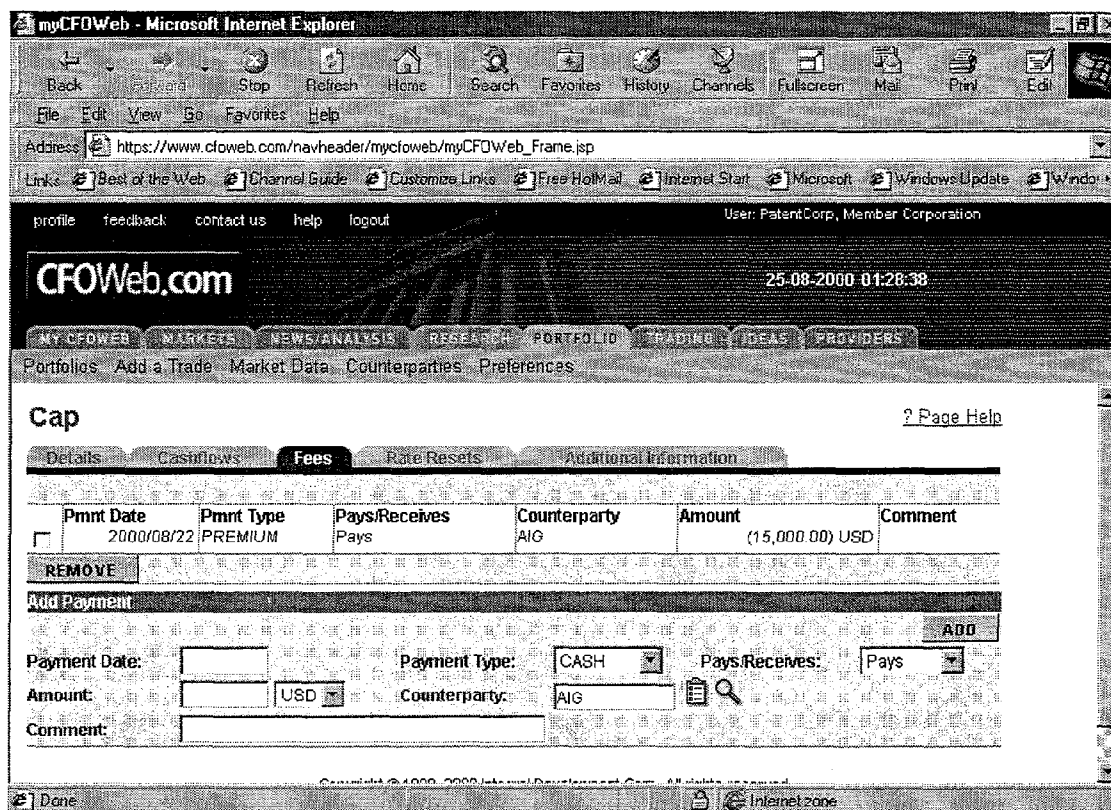 myCFOWeb - Microsoft Internet Explorer
Back Forward Stop Refresh Home Search Favorites History Channels Fullscreen Mail Print Edit
File Edit View Go Favorites Help
Address https://www.cfoweb.com/navheader/mycfoweb/myCFOWeb_Frame.jsp
Links Best of the Web Channel Guide Customize Links Free HotMail Internet Start Microsoft Windows Update Window
profile feedback contact us help logout User: PatentCorp, Member Corporation
CFOWeb.com 25-08-2000 01:28:38
MY CFOWEB MARKETS NEWS/ANALYSIS RESEARCH PORTFOLIO TRADING IDEAS PROVIDERS
Portfolios Add a Trade Market Data Counterparties Preferences
Cap ? Page Help
Details Cashflows Fees Rate Resets Additional Information
Pmnt Date Pmnt Type Pays/Receives Counterparty Amount Comment
2000/08/22 PREMIUM Pays AIG (15,000.00) USD
REMOVE
Add Payment
ADD
Payment Date: Payment Type: CASH Pays/Receives: Pays
Amount: USD Counterparty: AIG
Comment:
Done Internet zone